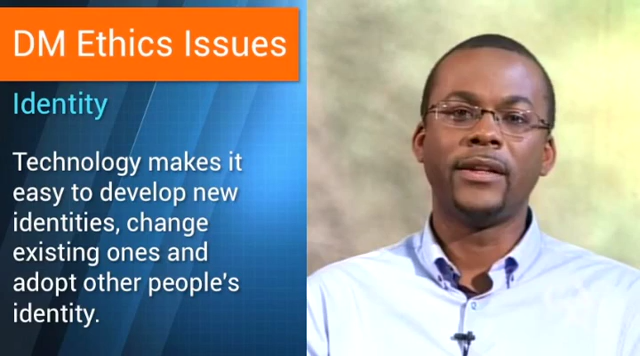 DM Ethics Issues
Identity
Technology makes it
easy to develop new
identities, change
existing ones and
adopt other people's
identity.